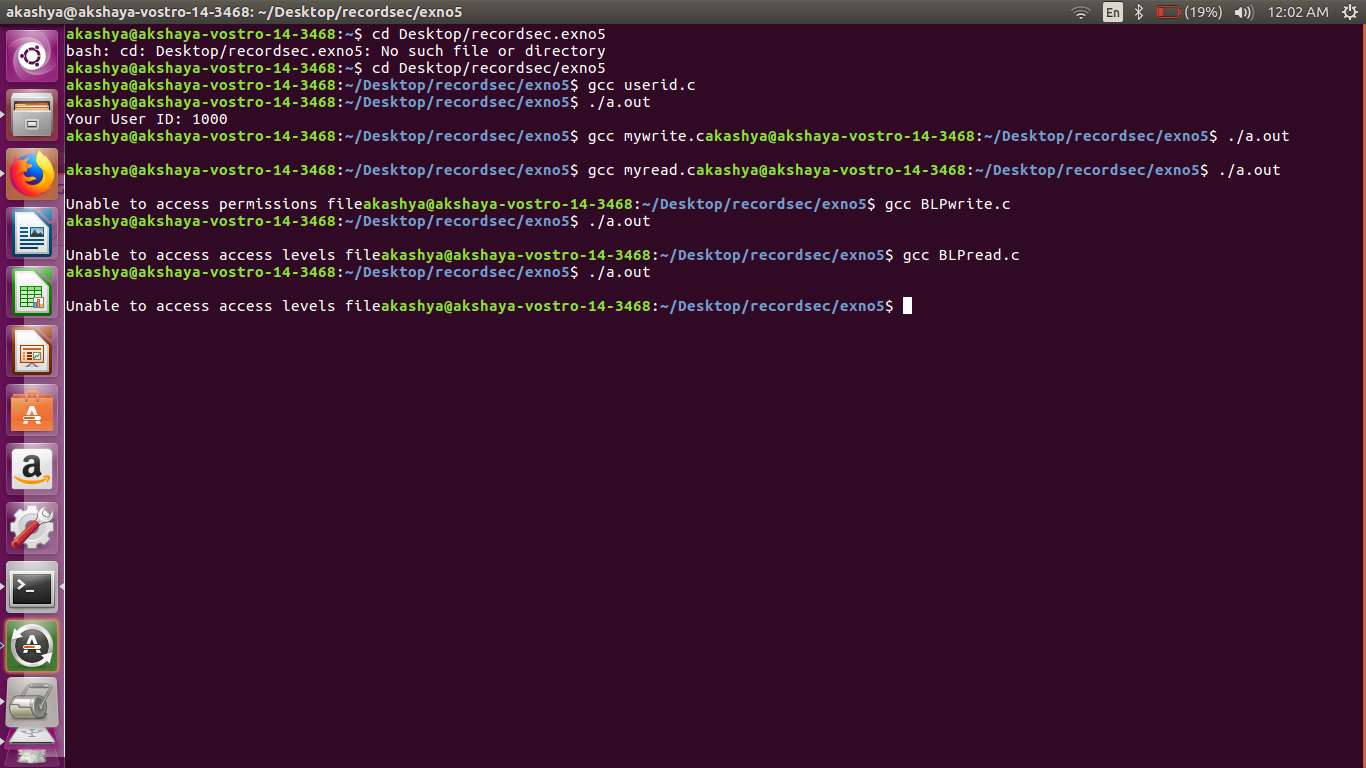 akashya@akshaya-vostro-14-3468: ~/Desktop/recordsec/exno5
En
(19%)
12:02 AM
akashya@akshaya-vostro-14-3468:~$ cd Desktop/recordsec.exno5
bash: cd: Desktop/recordsec.exno5: No such file or directory
akashya@akshaya-vostro-14-3468:~$ cd Desktop/recordsec/exno5
akashya@akshaya-vostro-14-3468:~/Desktop/recordsec/exno5$ gcc userid.c
akashya@akshaya-vostro-14-3468:~/Desktop/recordsec/exno5$ ./a.out
Your User ID: 1000
akashya@akshaya-vostro-14-3468:~/Desktop/recordsec/exno5$ gcc mywrite.cakashya@akshaya-vostro-14-3468:~/Desktop/recordsec/exno5$ ./a.out
akashya@akshaya-vostro-14-3468:~/Desktop/recordsec/exno5$ gcc myread.cakashya@akshaya-vostro-14-3468:~/Desktop/recordsec/exno5$ ./a.out
Unable to access permissions fileakashya@akshaya-vostro-14-3468:~/Desktop/recordsec/exno5$ gcc BLPwrite.c
akashya@akshaya-vostro-14-3468:~/Desktop/recordsec/exno5$ ./a.out
Unable to access access levels fileakashya@akshaya-vostro-14-3468:~/Desktop/recordsec/exno5$ gcc BLPread.c
akashya@akshaya-vostro-14-3468:~/Desktop/recordsec/exno5$ ./a.out
Unable to access access levels fileakashya@akshaya-vostro-14-3468:~/Desktop/recordsec/exno5$